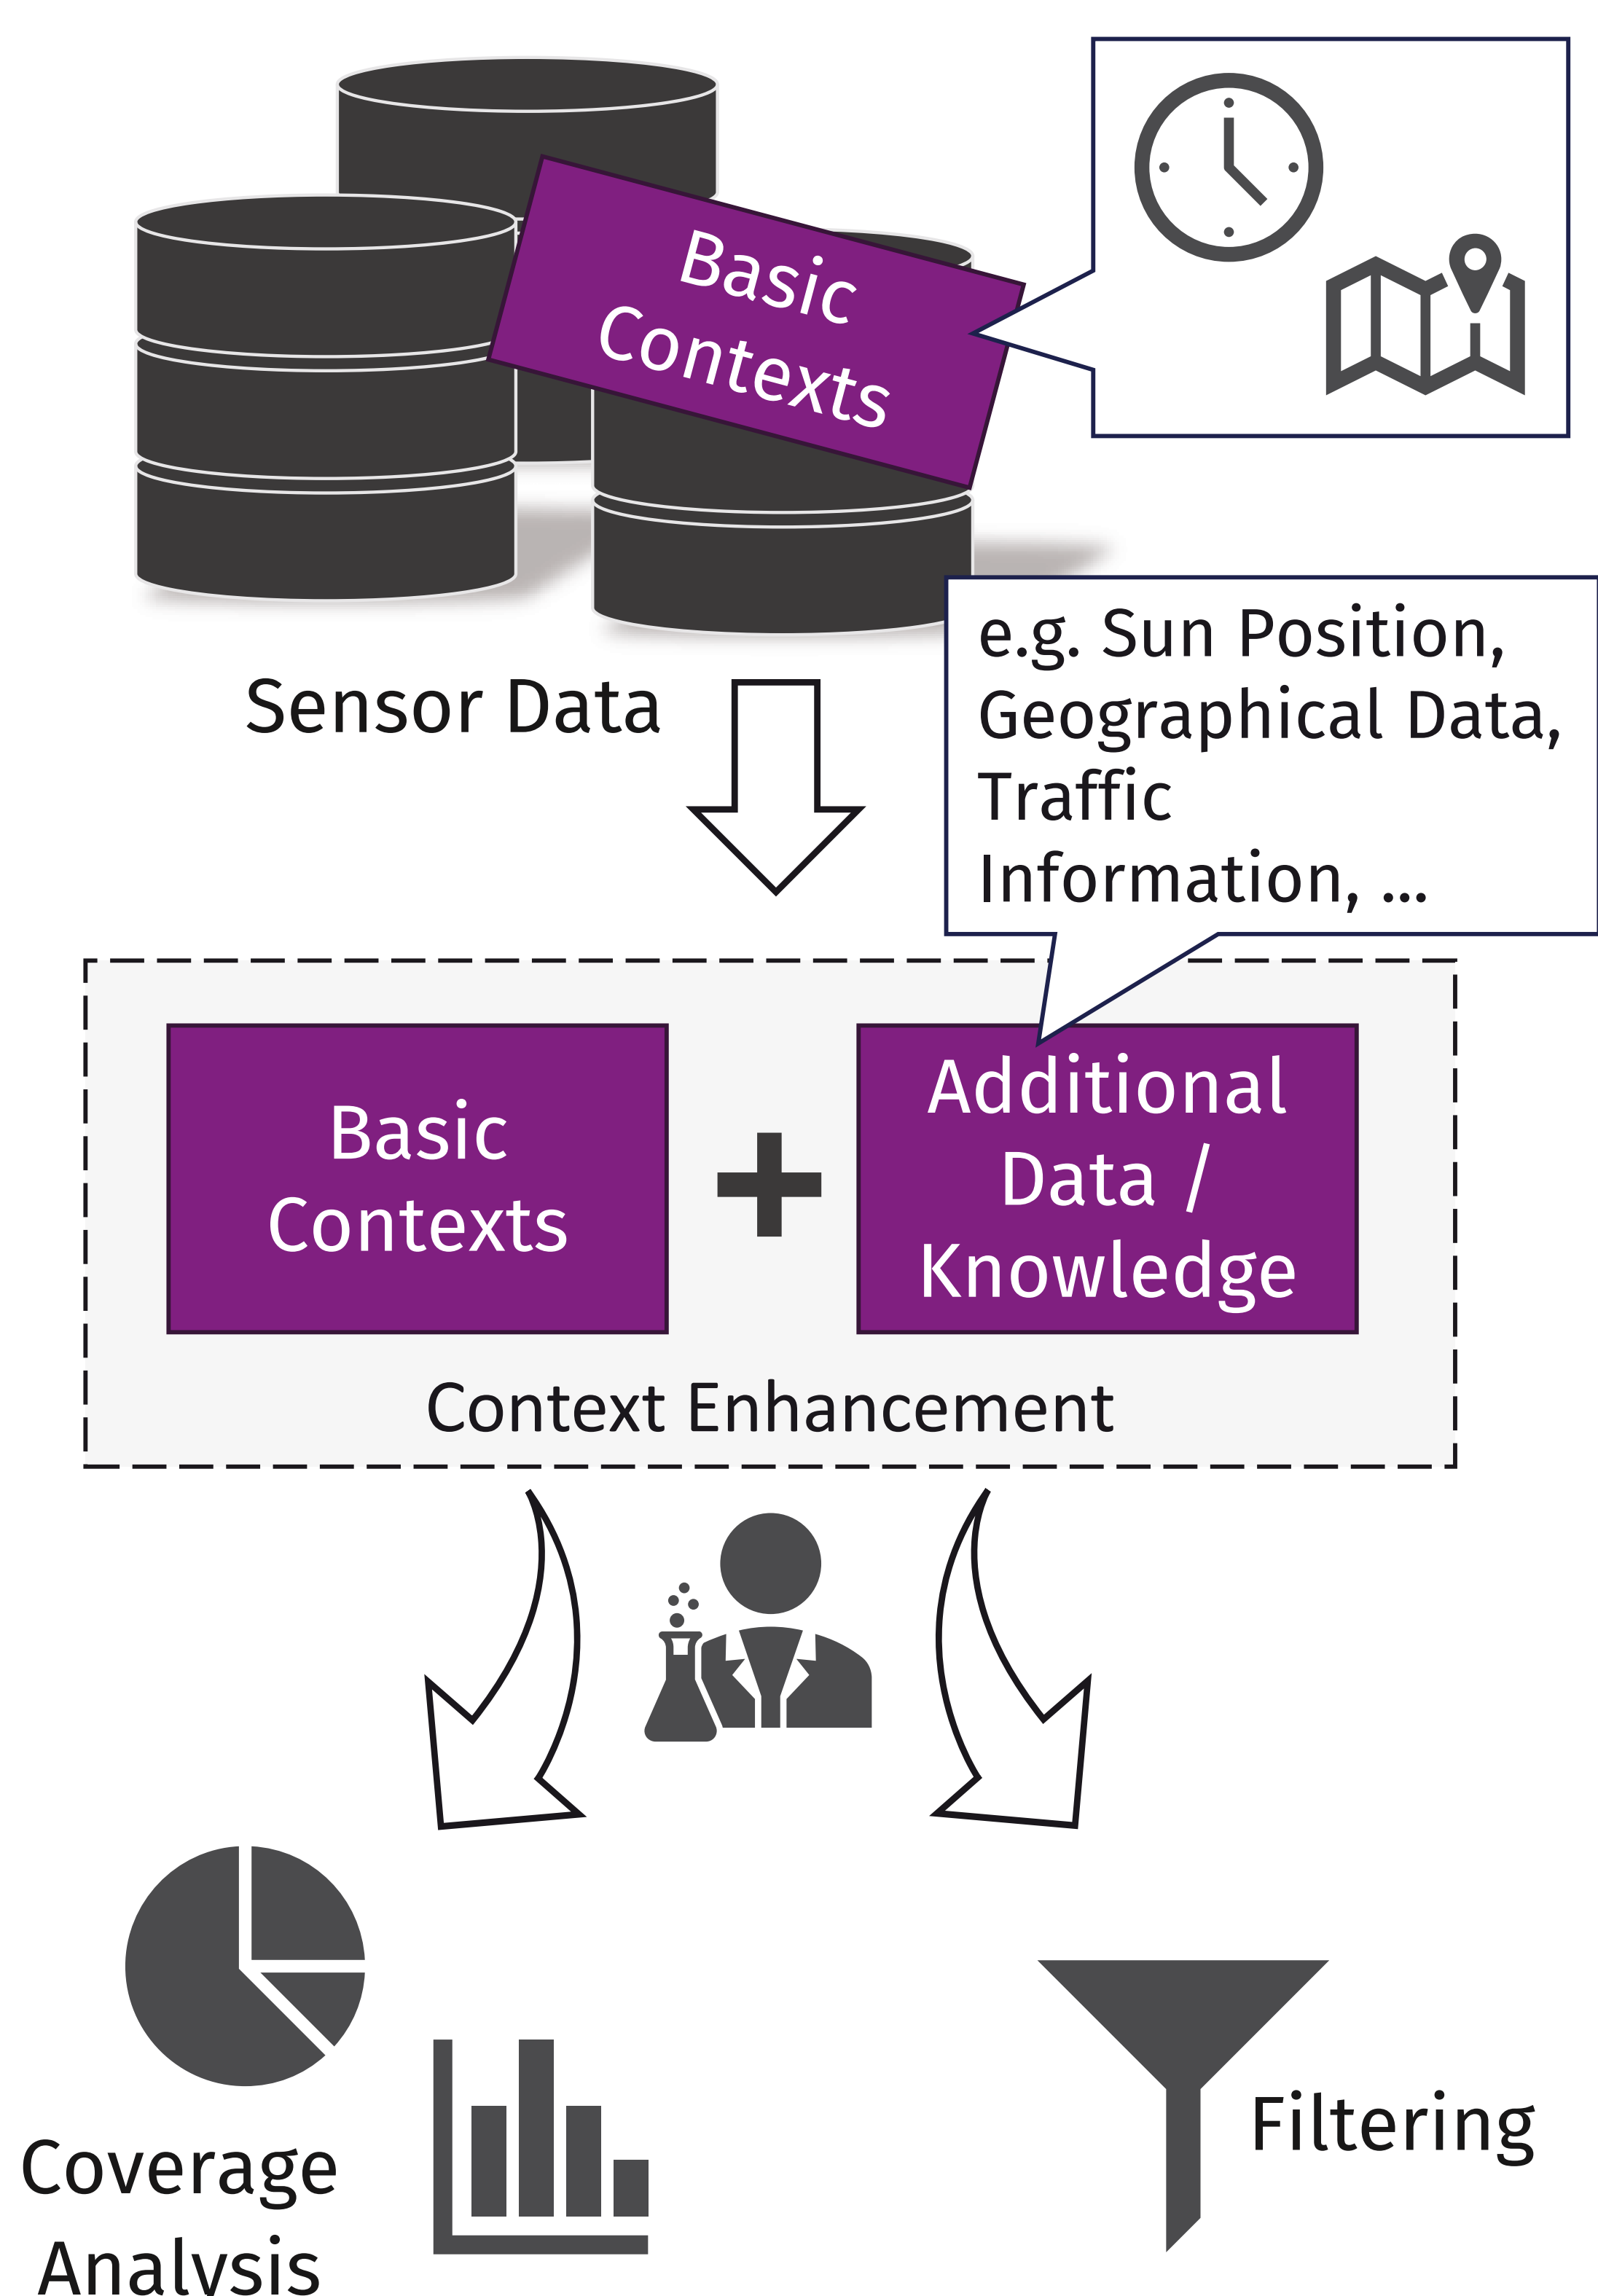 Basic
Contexts
Sensor Data
e.g. Sun Position,
Geographical Data,
Traffic
Information, ...
Basic
Contexts
Additional
Data /
Knowledge
Context Enhancement
Coverage
Analysis
Filtering